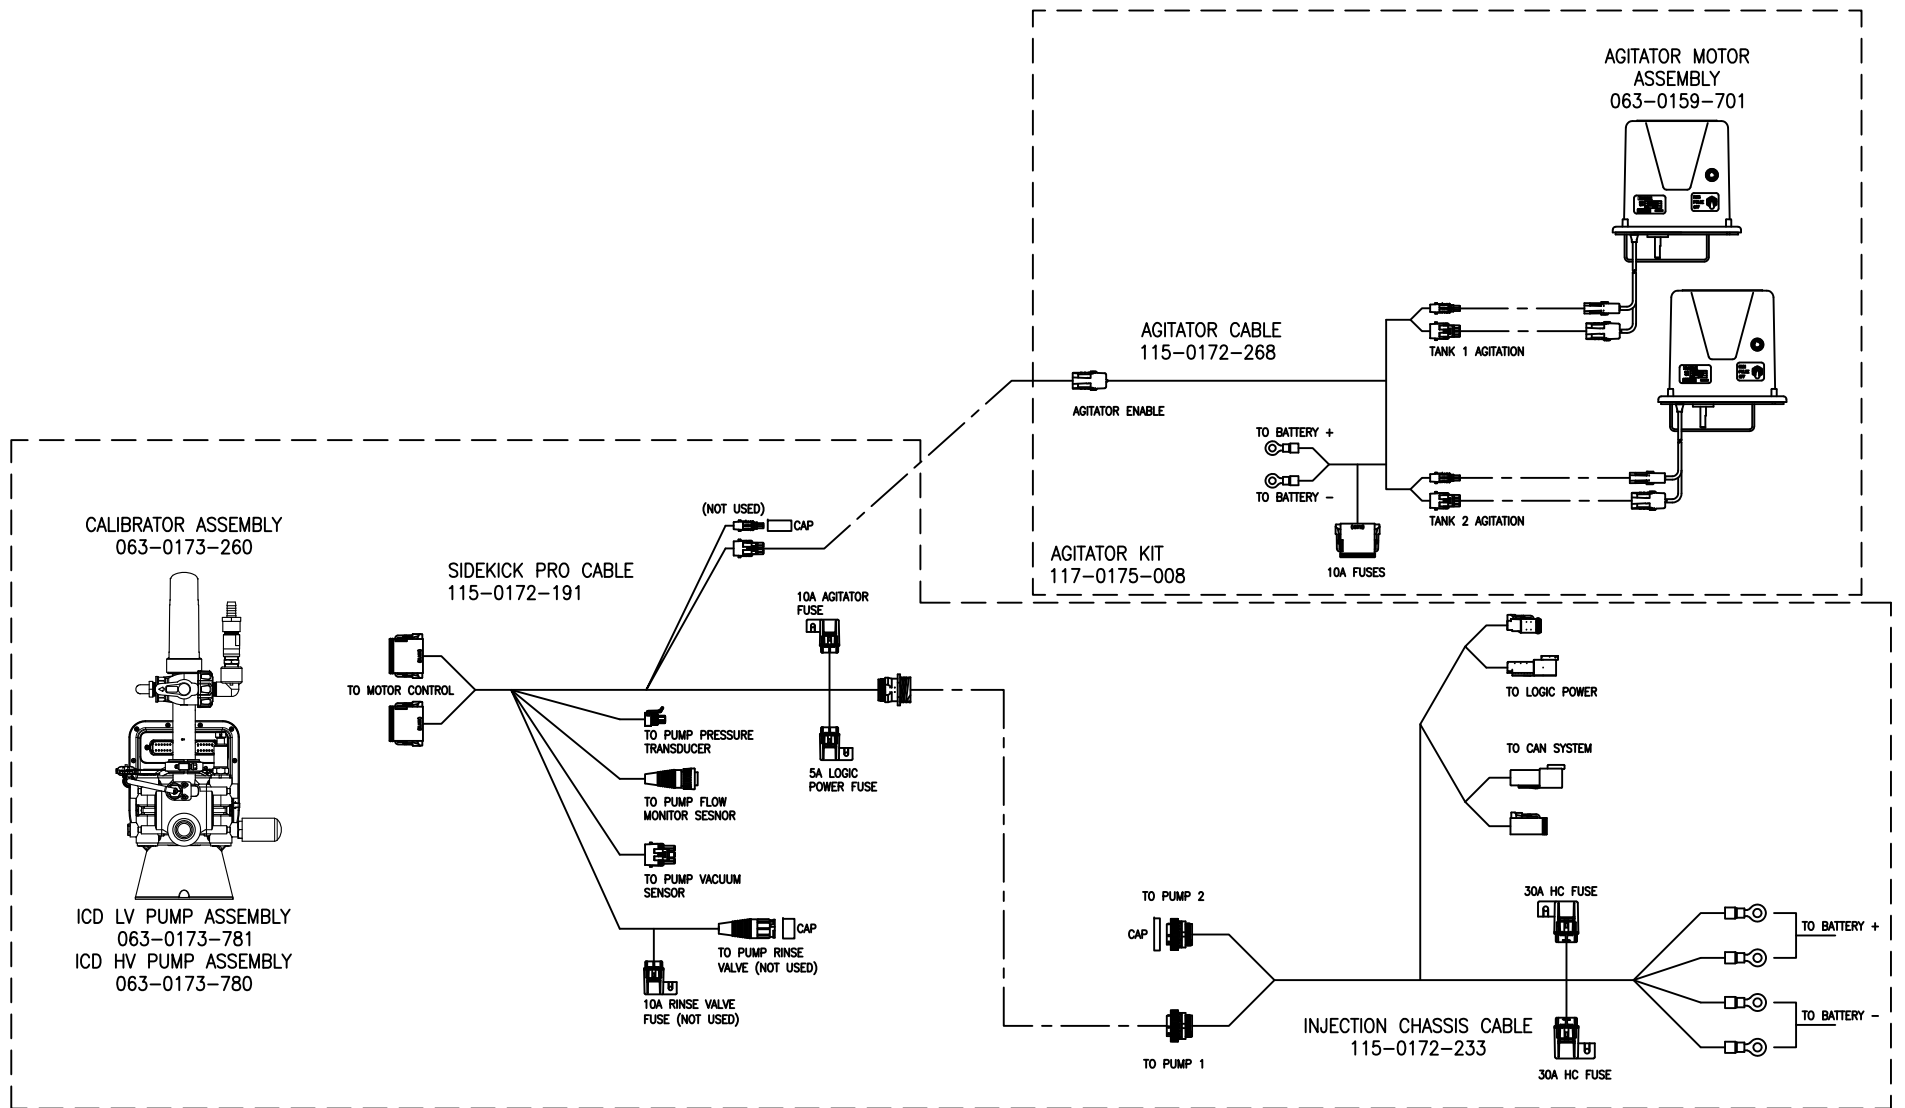 AGITATOR MOTOR
ASSEMBLY
063-0159-701
AGITATOR CABLE
115-0172-268
TANK 1 AGITATION
AGITATOR ENABLE
TO BATTERY +
TO BATTERY -
TANK 2 AGITATION
10A FUSES
AGITATOR KIT
117-0175-008
CALIBRATOR ASSEMBLY
063-0173-260
(NOT USED)
CAP
SIDEKICK PRO CABLE
115-0172-191
10A AGITATOR
FUSE
TO MOTOR CONTROL
TO PUMP PRESSURE
TRANSDUCER
5A LOGIC
POWER FUSE
TO PUMP FLOW
MONITOR SESNOR
TO PUMP VACUUM
SENSOR
CAP
TO PUMP RINSE
VALVE (NOT USED)
10A RINSE VALVE
FUSE (NOT USED)
ICD LV PUMP ASSEMBLY
063-0173-781
ICD HV PUMP ASSEMBLY
063-0173-780
TO LOGIC POWER
TO CAN SYSTEM
TO PUMP 2
CAP
TO PUMP 1
30A HC FUSE
TO BATTERY +
TO BATTERY -
INJECTION CHASSIS CABLE
115-0172-233
30A HC FUSE